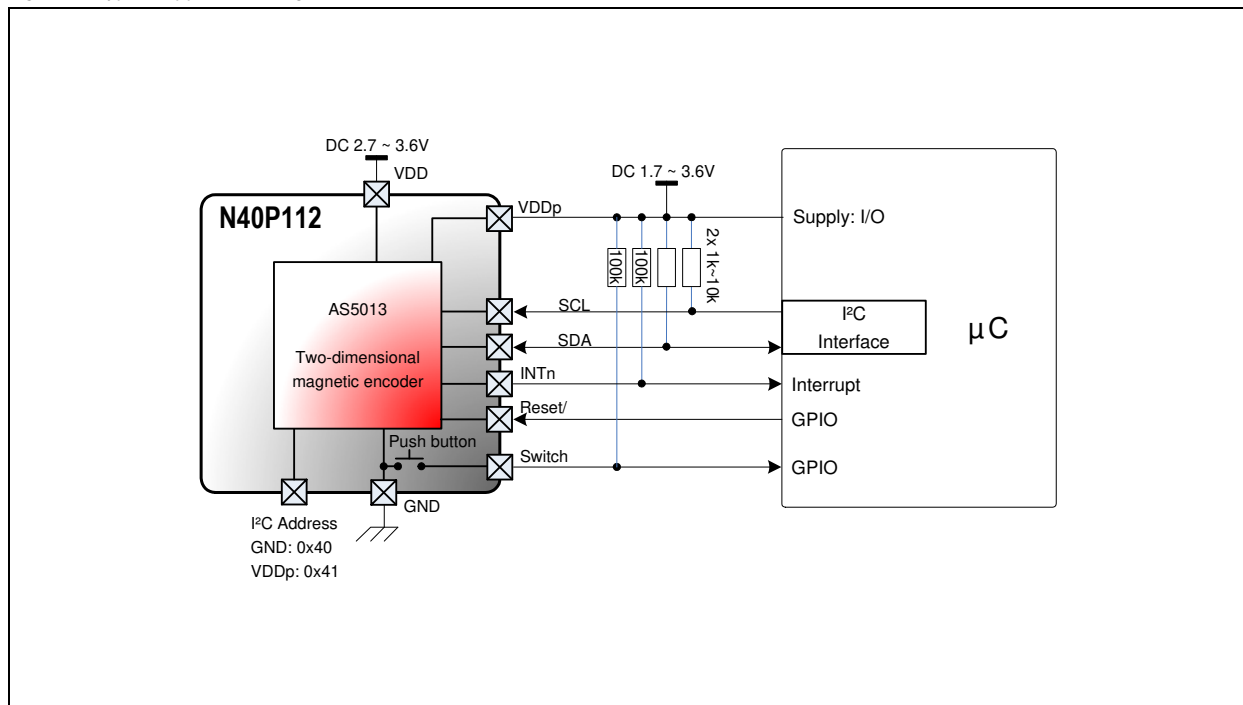 DC 2.7 ~ 3.6V
VDD
N40P112
VDDp
DC 1.7 ~ 3.6V
Supply: I/O
100k
100k
2x 1k~10k
AS5013
Two-dimensional
magnetic encoder
SCL
SDA
INTn
Reset/
Push button
Switch
I²C
Interface
µC
Interrupt
GPIO
GPIO
GND
I²C Address
GND: 0x40
VDDp: 0x41